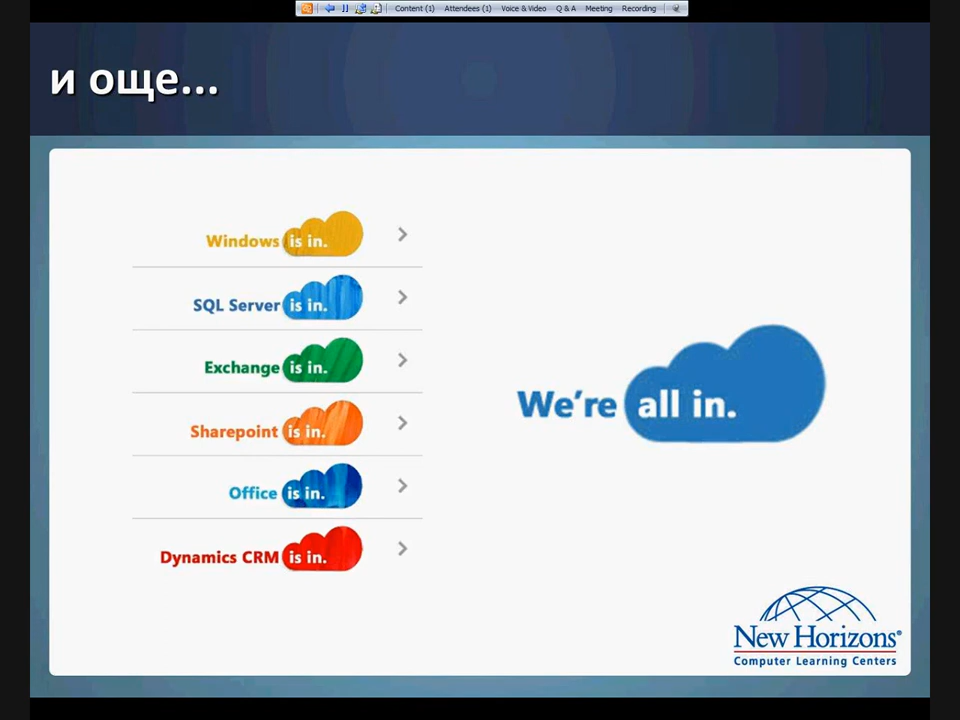 Content (1) Attendees (1) Voice & Video Q & A Meeting Recording
и още...
Windows is in.
SQL Server is in.
Exchange is in.
Sharepoint is in.
Office is in.
Dynamics CRM is in.
We're all in.
New Horizons®
Computer Learning Centers